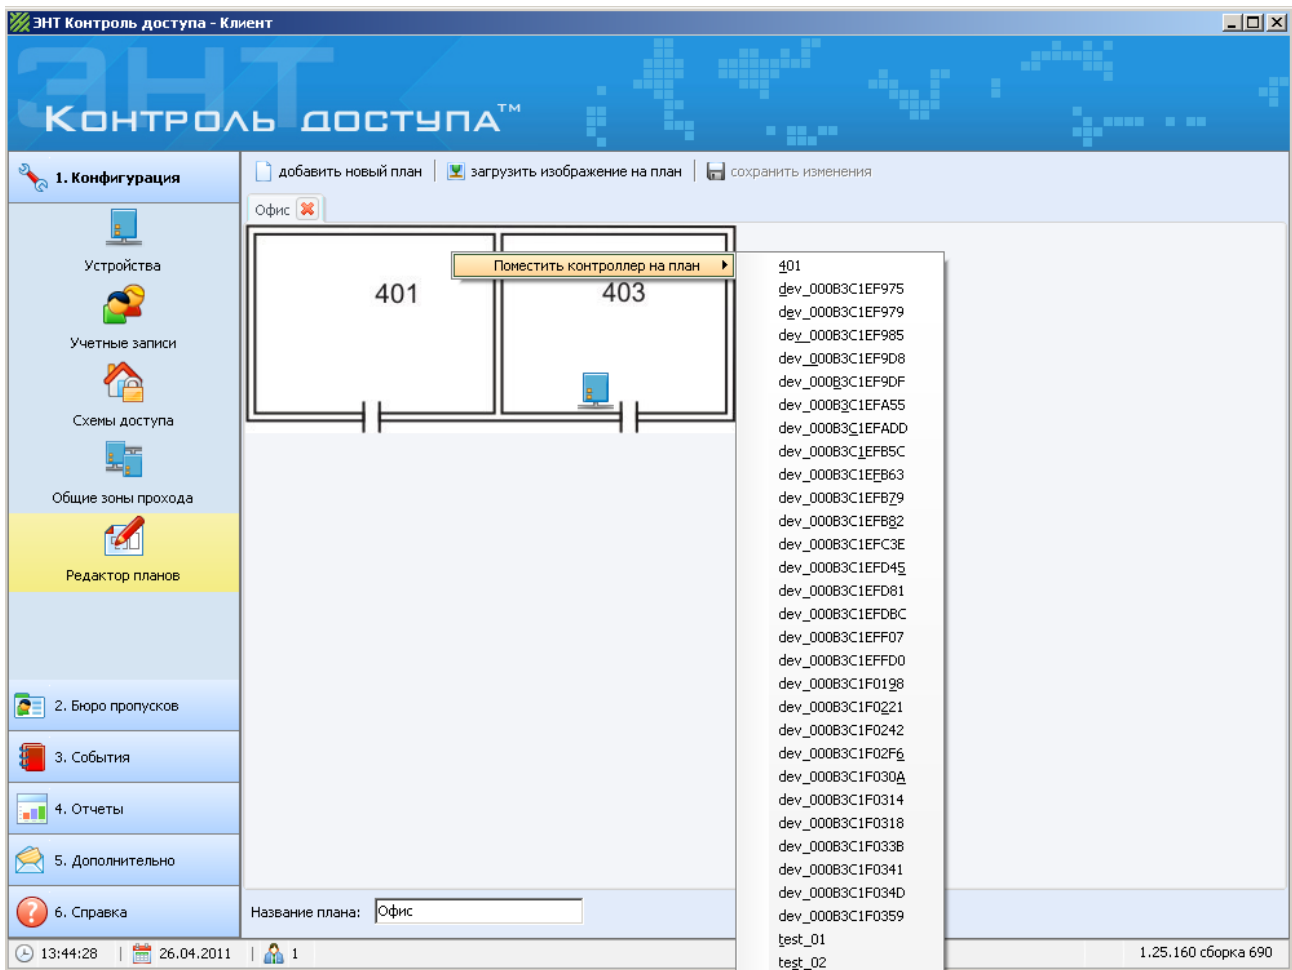 ЭНТ Контроль доступа - Клиент
ЭНТ
Контроль доступа™
1. Конфигурация
Устройства
Учетные записи
Схемы доступа
Общие зоны прохода
Редактор планов
2. Бюро пропусков
3. События
4. Отчеты
5. Дополнительно
6. Справка
добавить новый план
загрузить изображение на план
сохранить изменения
Офис
401
403
Поместить контроллер на план
401
dev_000B3C1EF975
dev_000B3C1EF979
dev_000B3C1EF985
dev_000B3C1EF9D8
dev_000B3C1EF9DF
dev_000B3C1EFA55
dev_000B3C1EFADD
dev_000B3C1EFB5C
dev_000B3C1EFB63
dev_000B3C1EFB79
dev_000B3C1EFB82
dev_000B3C1EFC3E
dev_000B3C1EFD45
dev_000B3C1EFD81
dev_000B3C1EFDBC
dev_000B3C1EFF07
dev_000B3C1EFFD0
dev_000B3C1F0198
dev_000B3C1F0221
dev_000B3C1F0242
dev_000B3C1F02F6
dev_000B3C1F030A
dev_000B3C1F0314
dev_000B3C1F0318
dev_000B3C1F033B
dev_000B3C1F0341
dev_000B3C1F034D
dev_000B3C1F0359
test_01
test_02
Название плана: Офис
13:44:28 | 26.04.2011 | 1
1.25.160 сборка 690